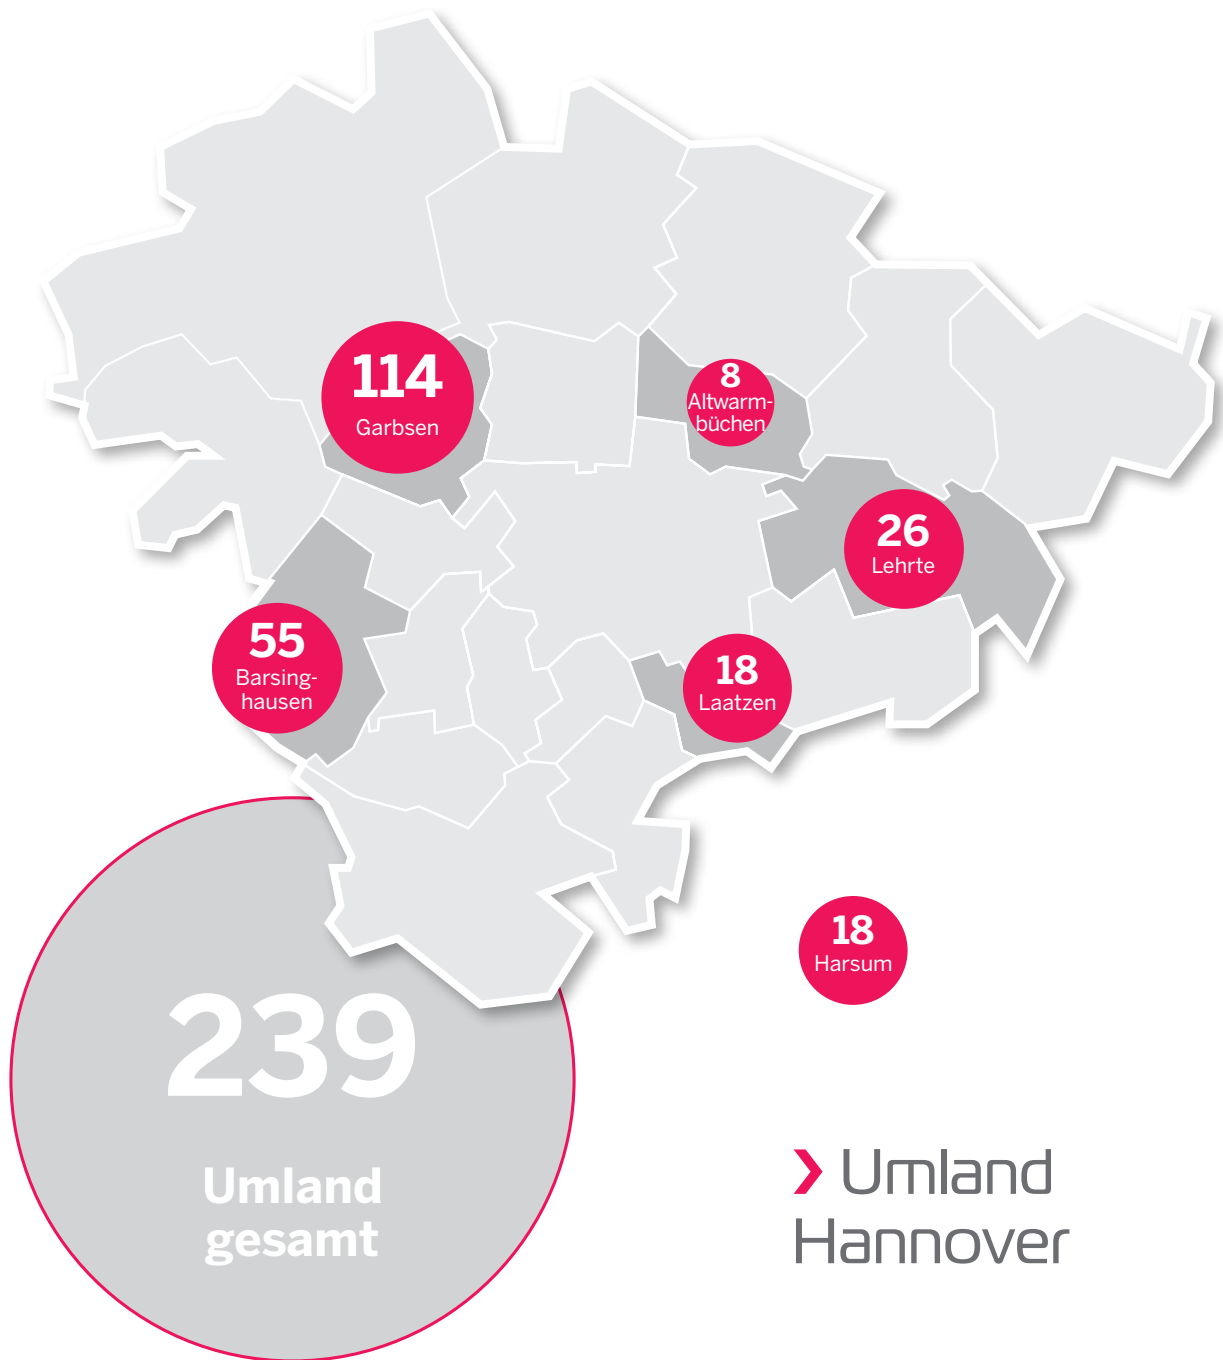 114
Garbsen
8
Altwarm-
büchen
26
Lehrte
55
Barsing-
hausen
18
Laatzen
18
Harsum
239
Umland
gesamt
Umland
Hannover